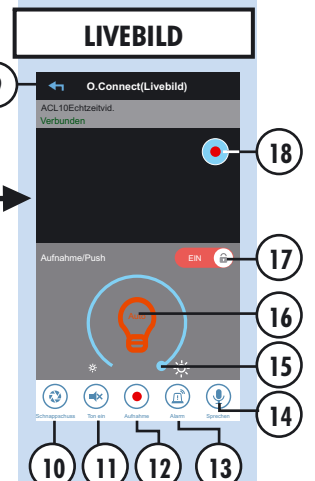 LIVEBILD
O.Connect(Livebild)
ACL10Echtzeitvid.
Verbunden
18
Aufnahme/Push
EIN
17
Auto
16
15
Schnappschuss
Ton ein
Aufnahme
Alarm
Sprechen
14
10
11
12
13